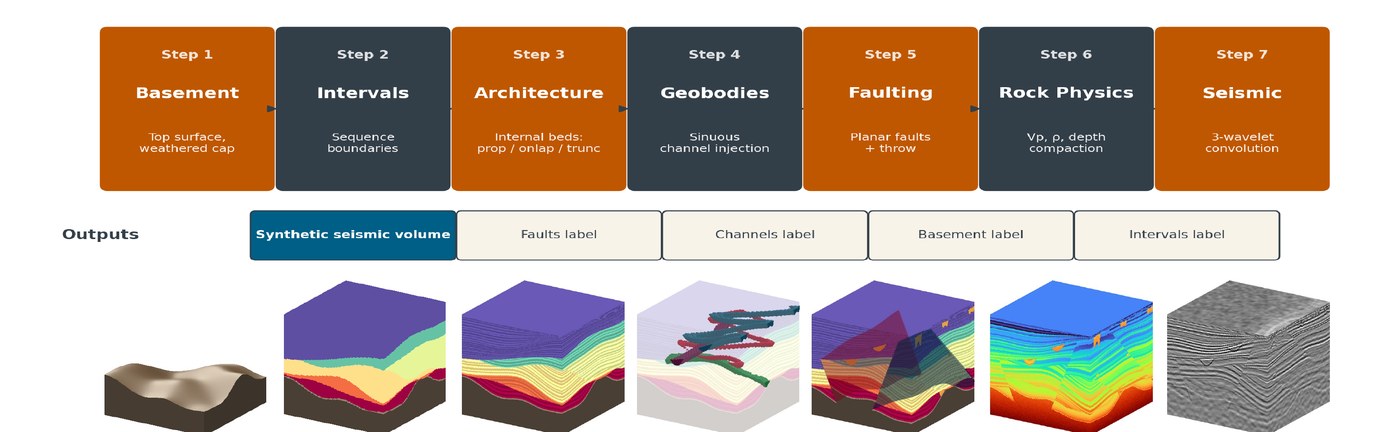 Step 1
Basement
Top surface,
weathered cap
Step 2
Intervals
Sequence
boundaries
Step 3
Architecture
Internal beds:
prop / onlap / trunc
Step 4
Geobodies
Sinuous
channel injection
Step 5
Faulting
Planar faults
+ throw
Step 6
Rock Physics
Vp, ρ, depth
compaction
Step 7
Seismic
3-wavelet
convolution
Outputs
Synthetic seismic volume
Faults label
Channels label
Basement label
Intervals label